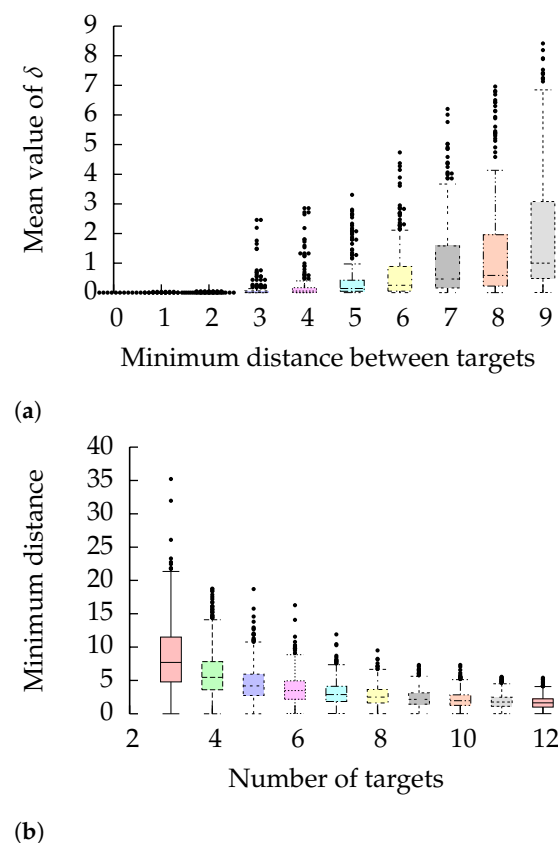 9
8
7
6
5
4
3
2
1
0
Mean value of δ
0 1 2 3 4 5 6 7 8 9
Minimum distance between targets
(a)
40
35
30
25
20
15
10
5
0
Minimum distance
2 4 6 8 10 12
Number of targets
(b)